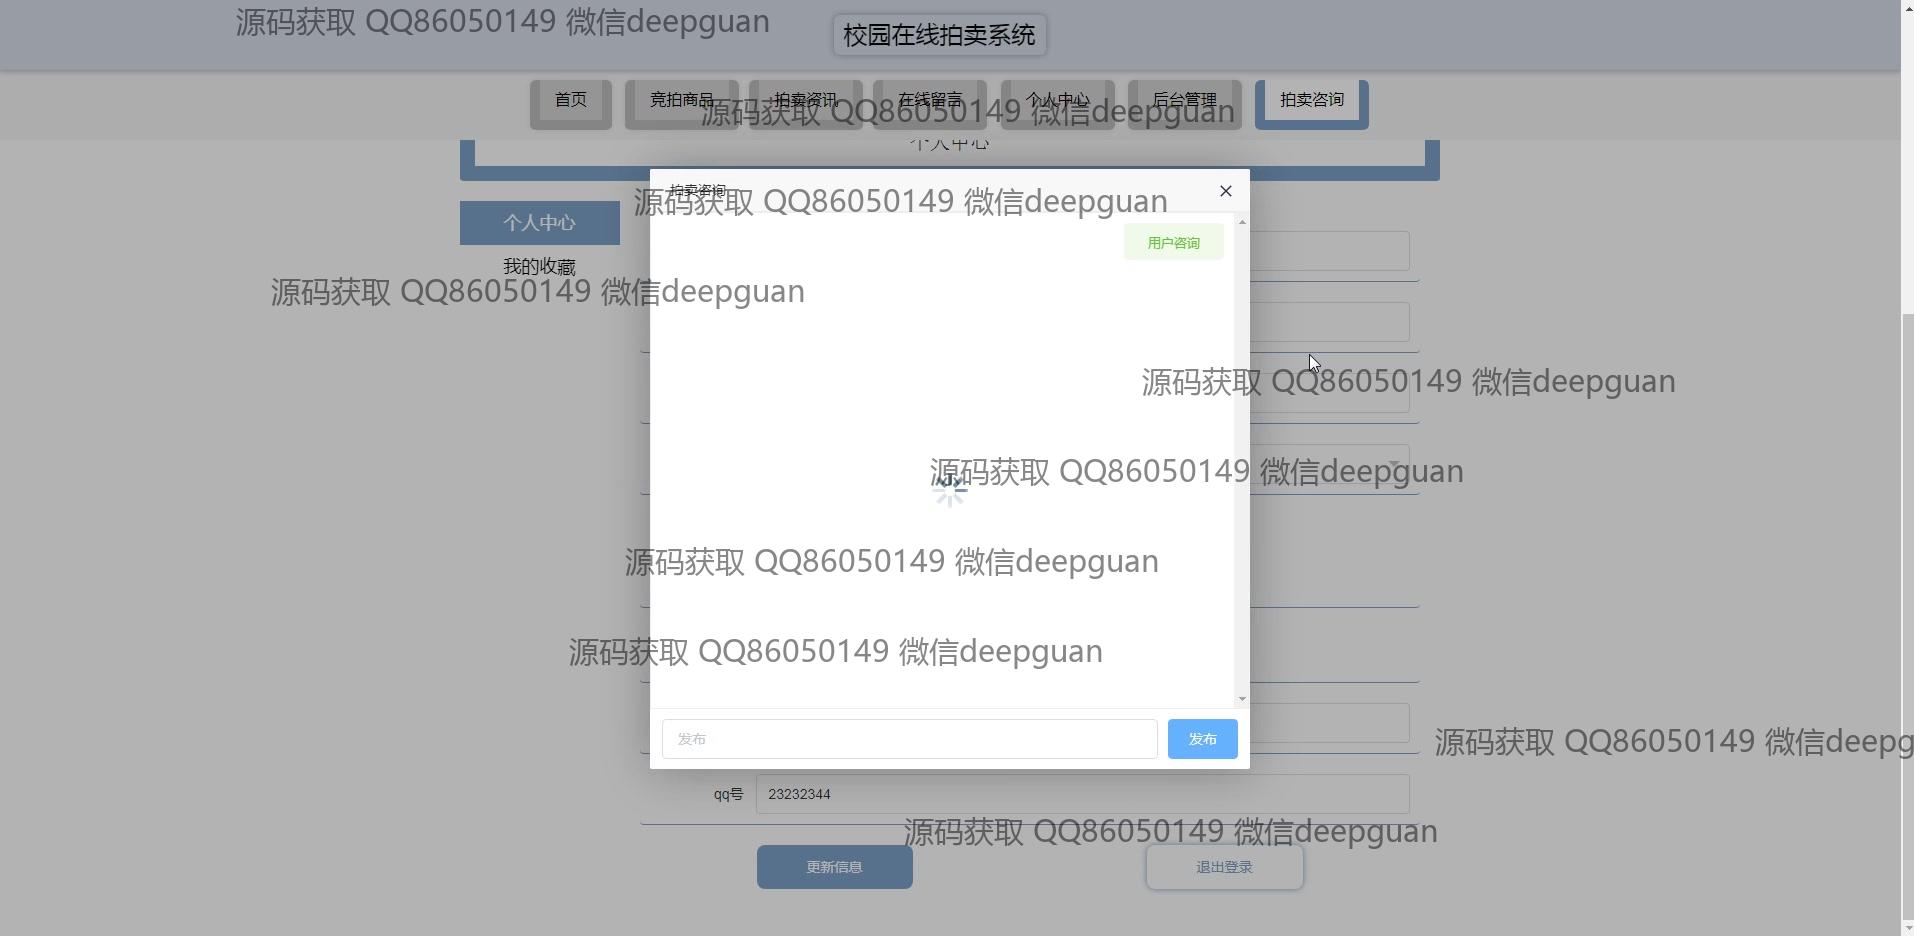 源码获取 QQ86050149 微信deepguan
校园在线拍卖系统
首页
竞拍商品
拍卖资讯
在线留言
个人中心
后台管理
拍卖咨询
源码获取 QQ86050149 微信deepguan
个人中心
拍卖咨询
源码获取 QQ86050149 微信deepguan
个人中心
用户咨询
我的收藏
源码获取 QQ86050149 微信deepguan
源码获取 QQ86050149 微信deepguan
源码获取 QQ86050149 微信deepguan
源码获取 QQ86050149 微信deepguan
源码获取 QQ86050149 微信deepguan
发布
发布
源码获取 QQ86050149 微信deepg
qq号
23232344
源码获取 QQ86050149 微信deepguan
更新信息
退出登录